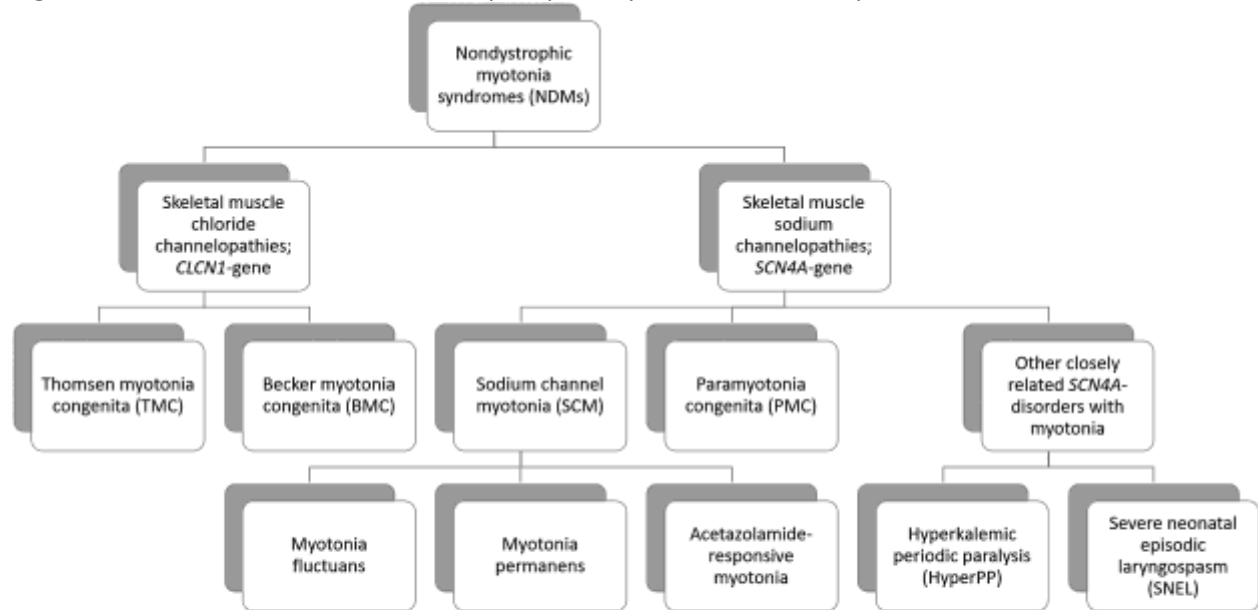 Nondystrophic
myotonia
syndromes (NDMs)
Skeletal muscle
chloride
channelopathies;
CLCN1-gene
Skeletal muscle
sodium
channelopathies;
SCN4A-gene
Thomsen myotonia
congenita (TMC)
Becker myotonia
congenita (BMC)
Sodium channel
myotonia (SCM)
Paramyotonia
congenita (PMC)
Other closely
related SCN4A-
disorders with
myotonia
Myotonia
fluctuans
Myotonia
permanens
Acetazolamide-
responsive
myotonia
Hyperkalemic
periodic paralysis
(HyperPP)
Severe neonatal
episodic
laryngospasm
(SNEL)